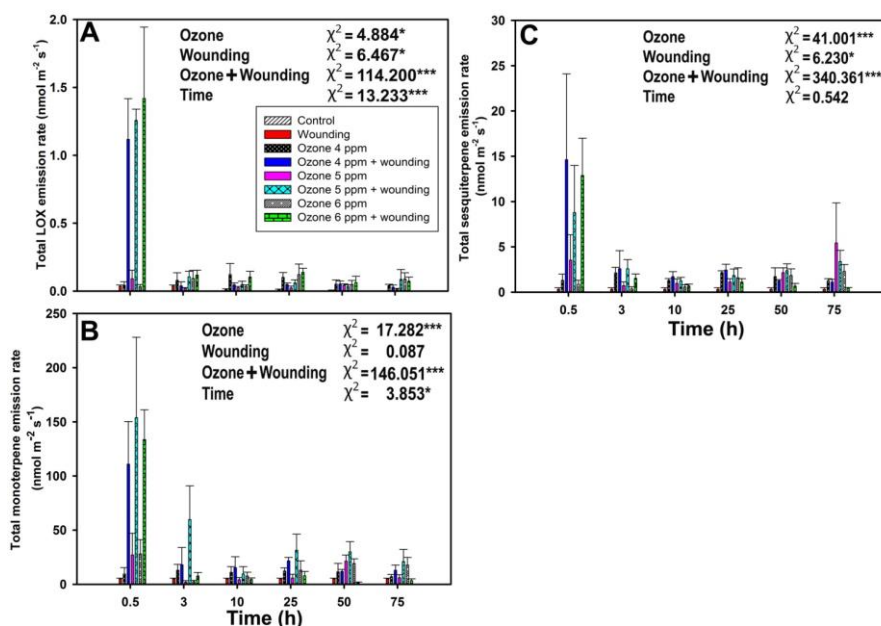 A
Ozone χ² = 4.884*
Wounding χ² = 6.467*
Ozone + Wounding χ² = 114.200***
Time χ² = 13.233***
Control
Wounding
Ozone 4 ppm
Ozone 4 ppm + wounding
Ozone 5 ppm
Ozone 5 ppm + wounding
Ozone 6 ppm
Ozone 6 ppm + wounding
Total LOX emission rate (nmol m⁻² s⁻¹)
2.0
1.5
1.0
0.5
0.0
B
Ozone χ² = 17.282***
Wounding χ² = 0.087
Ozone + Wounding χ² = 146.051***
Time χ² = 3.853*
Total monoterpene emission rate
(nmol m⁻² s⁻¹)
250
200
150
100
50
0
0.5 3 10 25 50 75
Time (h)
C
Ozone χ² = 41.001***
Wounding χ² = 6.230*
Ozone + Wounding χ² = 340.361***
Time χ² = 0.542
Total sesquiterpene emission rate
(nmol m⁻² s⁻¹)
30
25
20
15
10
5
0
0.5 3 10 25 50 75
Time (h)